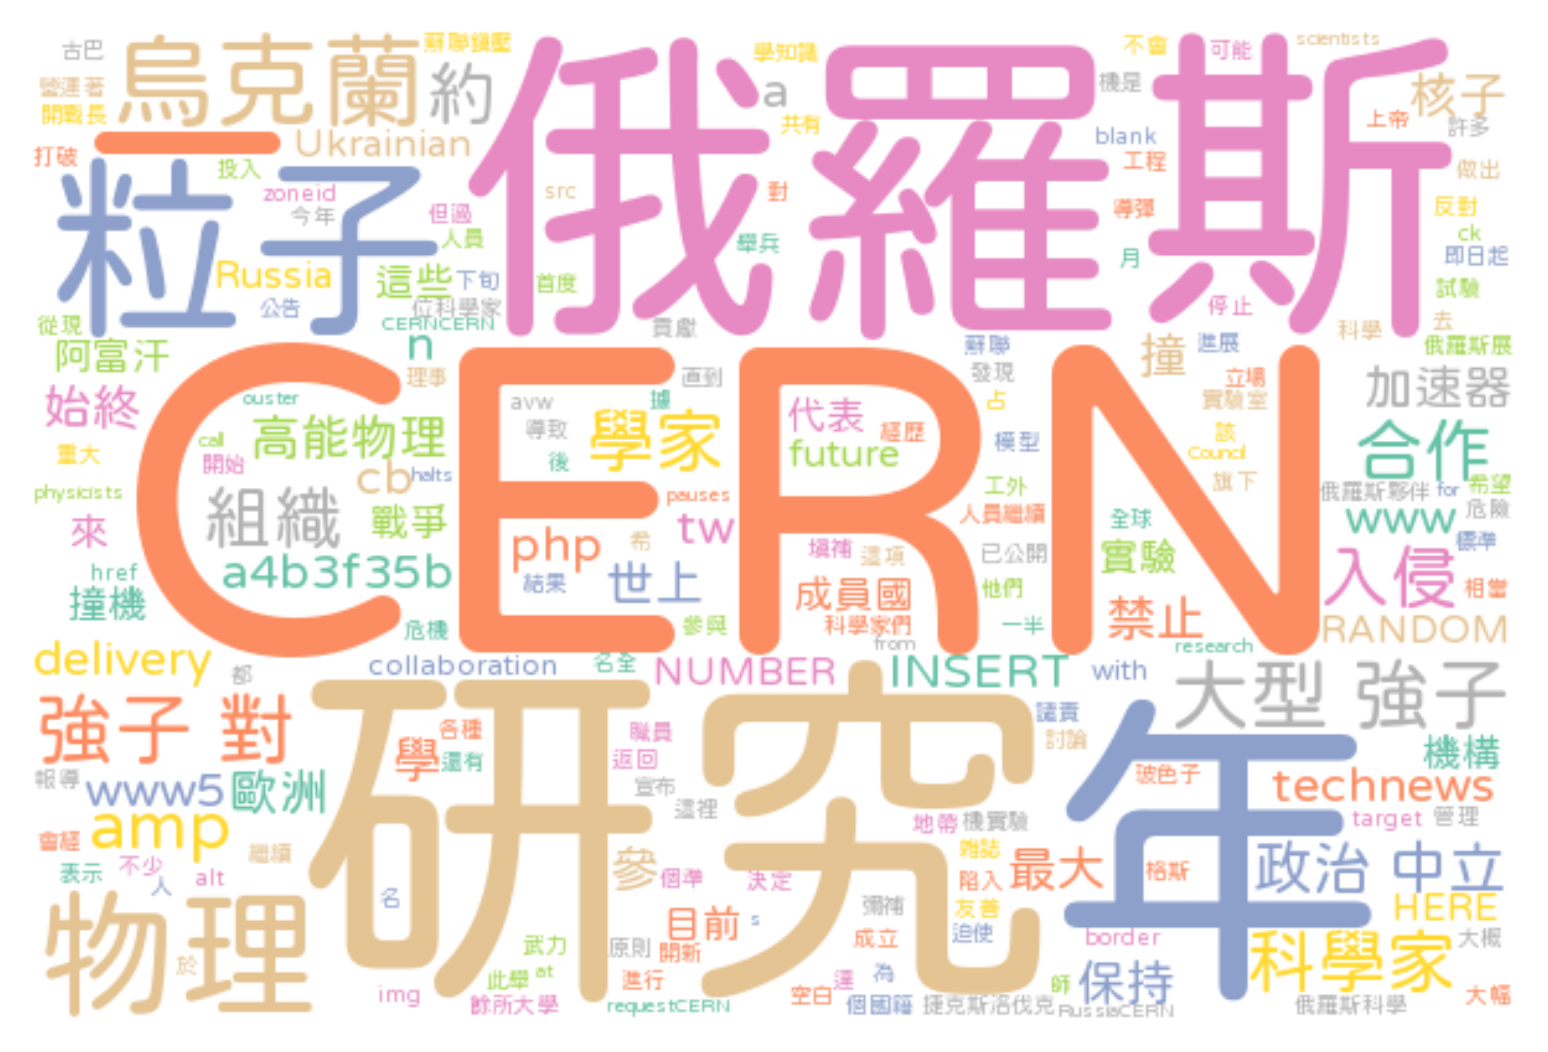 古巴 烏克蘭 蘇聯鎮壓 俄羅斯 學知識 不會 可能 scientists
營運著 約 a 機是 核子
開戰長 共有 blank 上帝 許多
打破 一 Ukrainian 工程 做出
投入 zoneid 今年 但過 src 對 導彈 反對
粒子 人員 舉兵 月 ck 即日起
Russia 這些 下旬 首度 試驗
公告 位科學家 停止
從現 CERNCERN 貢獻 科學 去
阿富汗 n 蘇聯 撞 進展 俄羅斯展
始終 理事 直到 發現 立場 加速器
CERN
ouster avw 據 代表 占 實驗室
call 高能物理 導致 學家 經歷 模型 該 合作
重大 開始 後 future Council
physicists cb halts 工外 旗下 俄羅斯夥伴 for 希望
組織 戰爭 pauses 人員繼續 全球 www 危險
來 php 希 tw 填補 這項 已公開 標準
href a4b3f35b 結果 世上 成員國 他們 實驗 入侵 相當
撞機 危機 參與 科學家們 一半 禁止 RANDOM
delivery 都 collaboration 名全 NUMBER from INSERT with research
強子 對 研究 各種 職員 譴責 大型 強子
學 還有 返回 討論 年 機構
報導 www5 歐洲 宣布 玻色子 technews
amp 這裡 地帶 機實驗 target 管理
會經 繼續 雜誌
表示 不少 人 alt 參 個準 決定 陷入 最大 格斯 政治 中立
名 彌補 友善 HERE
物理 目前 s 成立 迫使 border 科學家 大概
武力 原則 開新
於 此舉 at 進行 達 為 師 保持
img 餘所大學 requestCERN 空白 個國籍 捷克斯洛伐克 RussiaCERN 俄羅斯科學 大幅